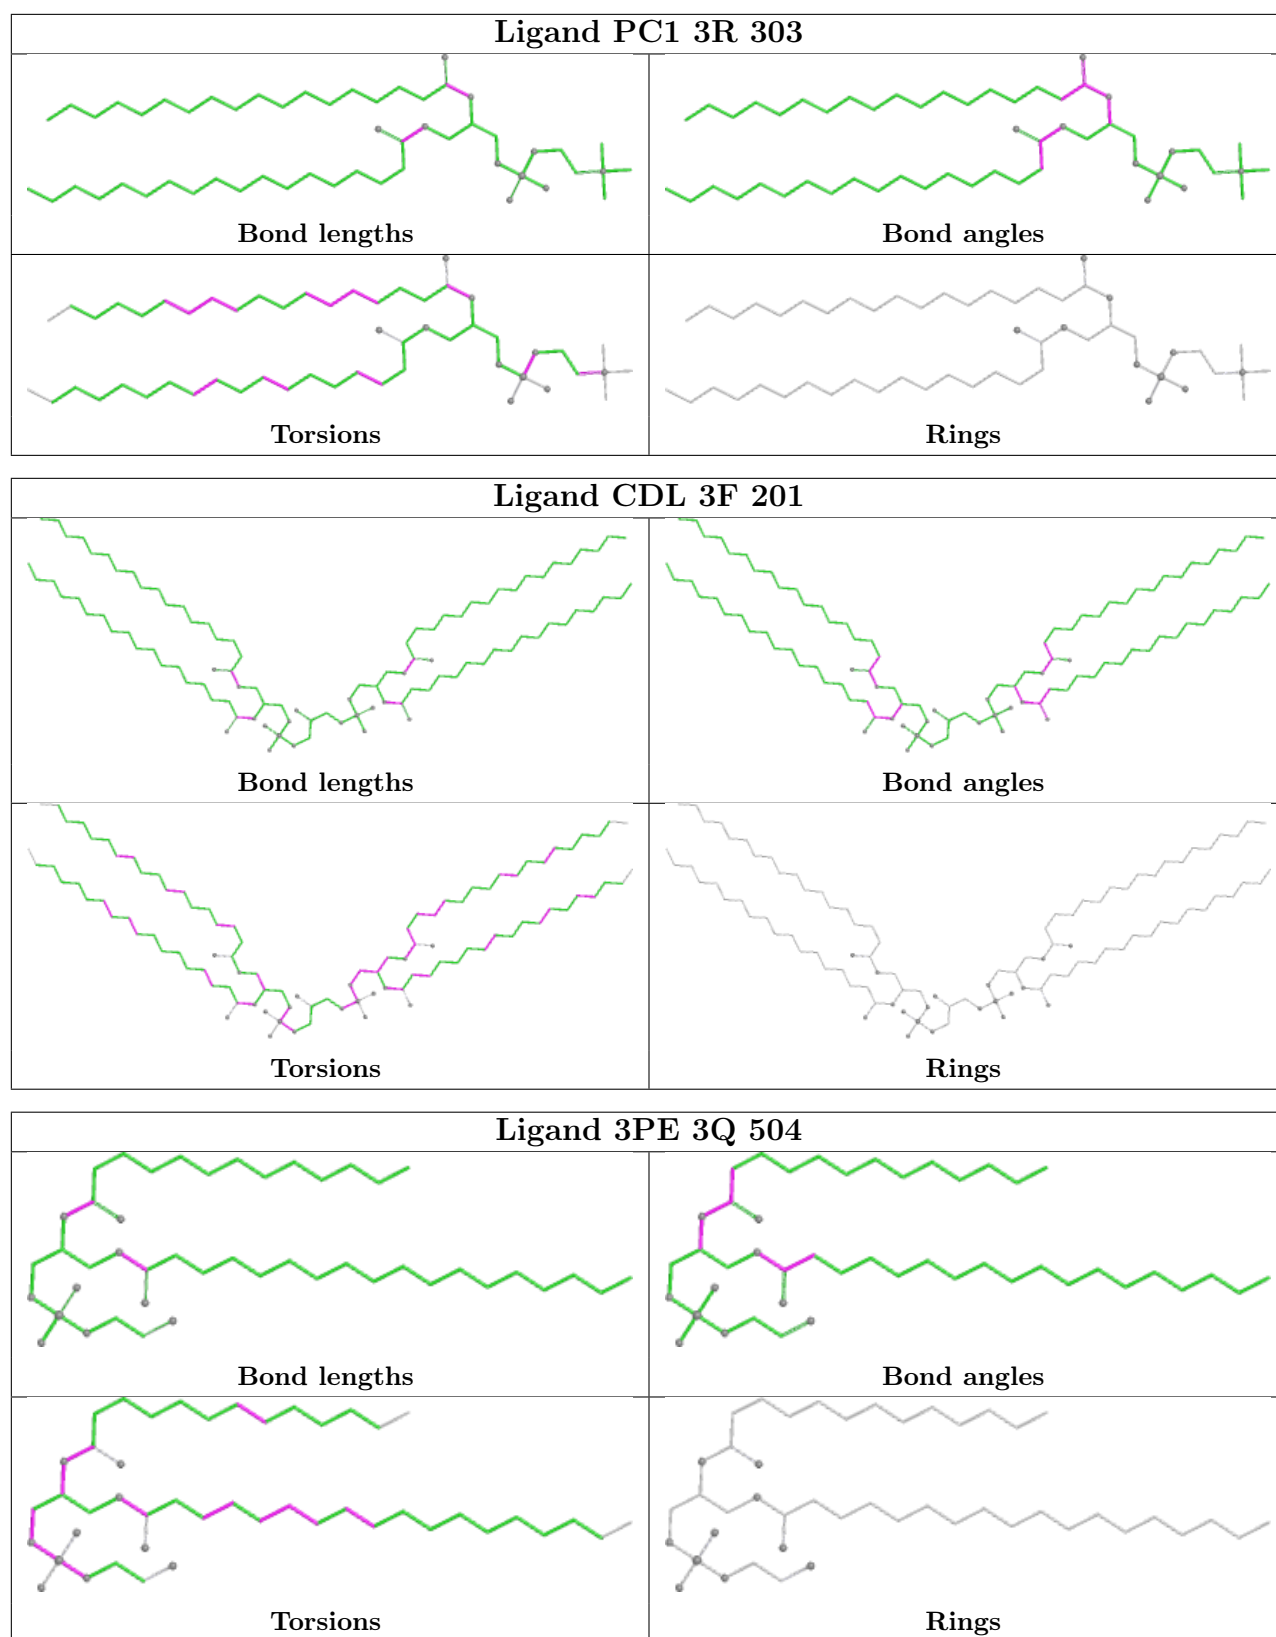 Ligand PC1 3R 303
Bond lengths
Bond angles
Torsions
Rings
Ligand CDL 3F 201
Bond lengths
Bond angles
Torsions
Rings
Ligand 3PE 3Q 504
Bond lengths
Bond angles
Torsions
Rings